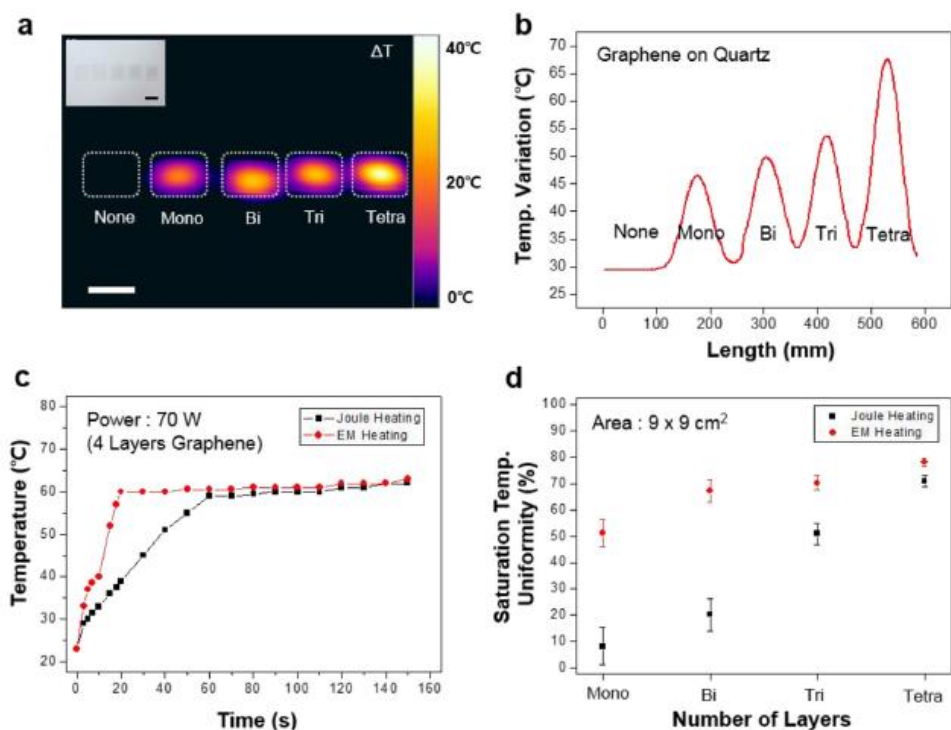 a
ΔT
40℃
20℃
0℃
None
Mono
Bi
Tri
Tetra
b
Graphene on Quartz
Temp. Variation (℃)
70
65
60
55
50
45
40
35
30
25
None
Mono
Bi
Tri
Tetra
0
100
200
300
400
500
600
Length (mm)
c
Power : 70 W
(4 Layers Graphene)
Joule Heating
EM Heating
Temperature (℃)
80
70
60
50
40
30
20
0
20
40
60
80
100
120
140
160
Time (s)
d
Area : 9 x 9 cm²
Joule Heating
EM Heating
Saturation Temp.
Uniformity (%)
100
90
80
70
60
50
40
30
20
10
0
Mono
Bi
Tri
Tetra
Number of Layers